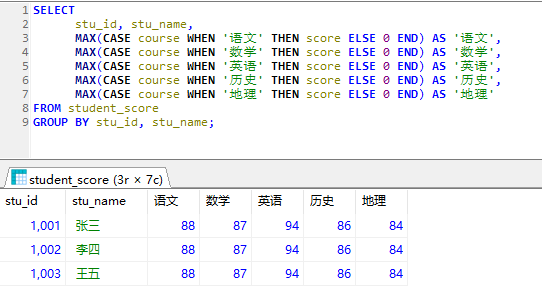 1 SELECT
2 stu_id, stu_name,
3 MAX(CASE course WHEN '语文' THEN score ELSE 0 END) AS '语文',
4 MAX(CASE course WHEN '数学' THEN score ELSE 0 END) AS '数学',
5 MAX(CASE course WHEN '英语' THEN score ELSE 0 END) AS '英语',
6 MAX(CASE course WHEN '历史' THEN score ELSE 0 END) AS '历史',
7 MAX(CASE course WHEN '地理' THEN score ELSE 0 END) AS '地理'
8 FROM student_score
9 GROUP BY stu_id, stu_name;
student_score (3r × 7c)
stu_id stu_name 语文 数学 英语 历史 地理
1,001 张三 88 87 94 86 84
1,002 李四 88 87 94 86 84
1,003 王五 88 87 94 86 84